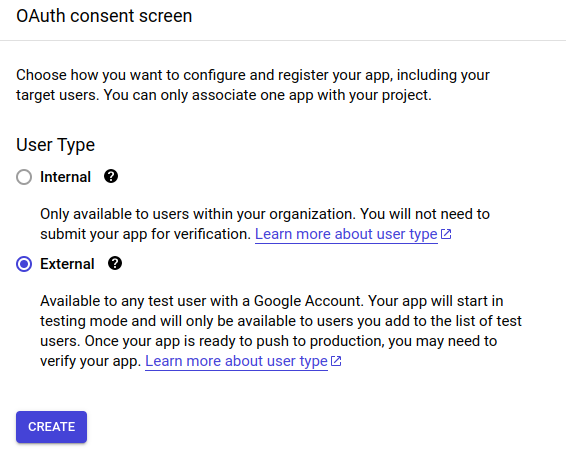 OAuth consent screen
Choose how you want to configure and register your app, including your
target users. You can only associate one app with your project.
User Type
Internal
Only available to users within your organization. You will not need to
submit your app for verification. Learn more about user type
External
Available to any test user with a Google Account. Your app will start in
testing mode and will only be available to users you add to the list of test
users. Once your app is ready to push to production, you may need to
verify your app. Learn more about user type
CREATE